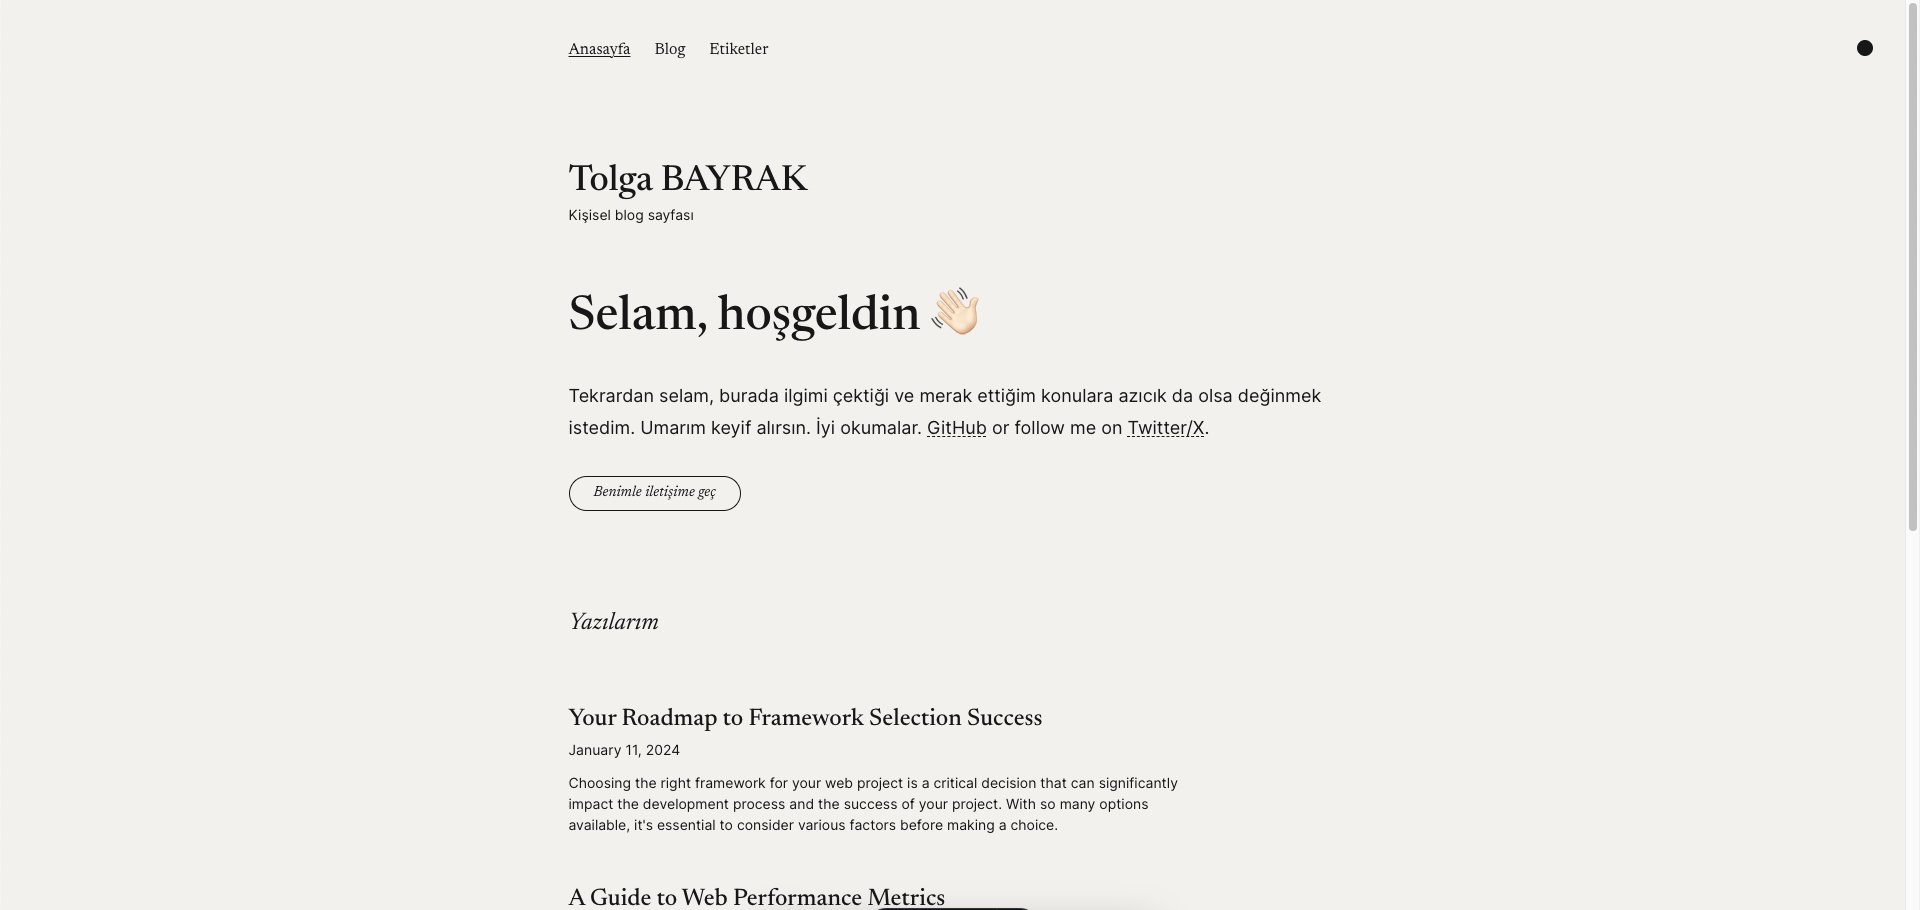 Anasayfa Blog Etiketler
Tolga BAYRAK
Kişisel blog sayfası
Selam, hoşgeldin 👋🏻
Tekrardan selam, burada ilgimi çektiği ve merak ettiğim konulara azıcık da olsa değinmek
istedim. Umarım keyif alırsın. İyi okumalar. GitHub or follow me on Twitter/X.
Benimle iletişime geç
Yazılarım
Your Roadmap to Framework Selection Success
January 11, 2024
Choosing the right framework for your web project is a critical decision that can significantly
impact the development process and the success of your project. With so many options
available, it's essential to consider various factors before making a choice.
A Guide to Web Performance Metrics